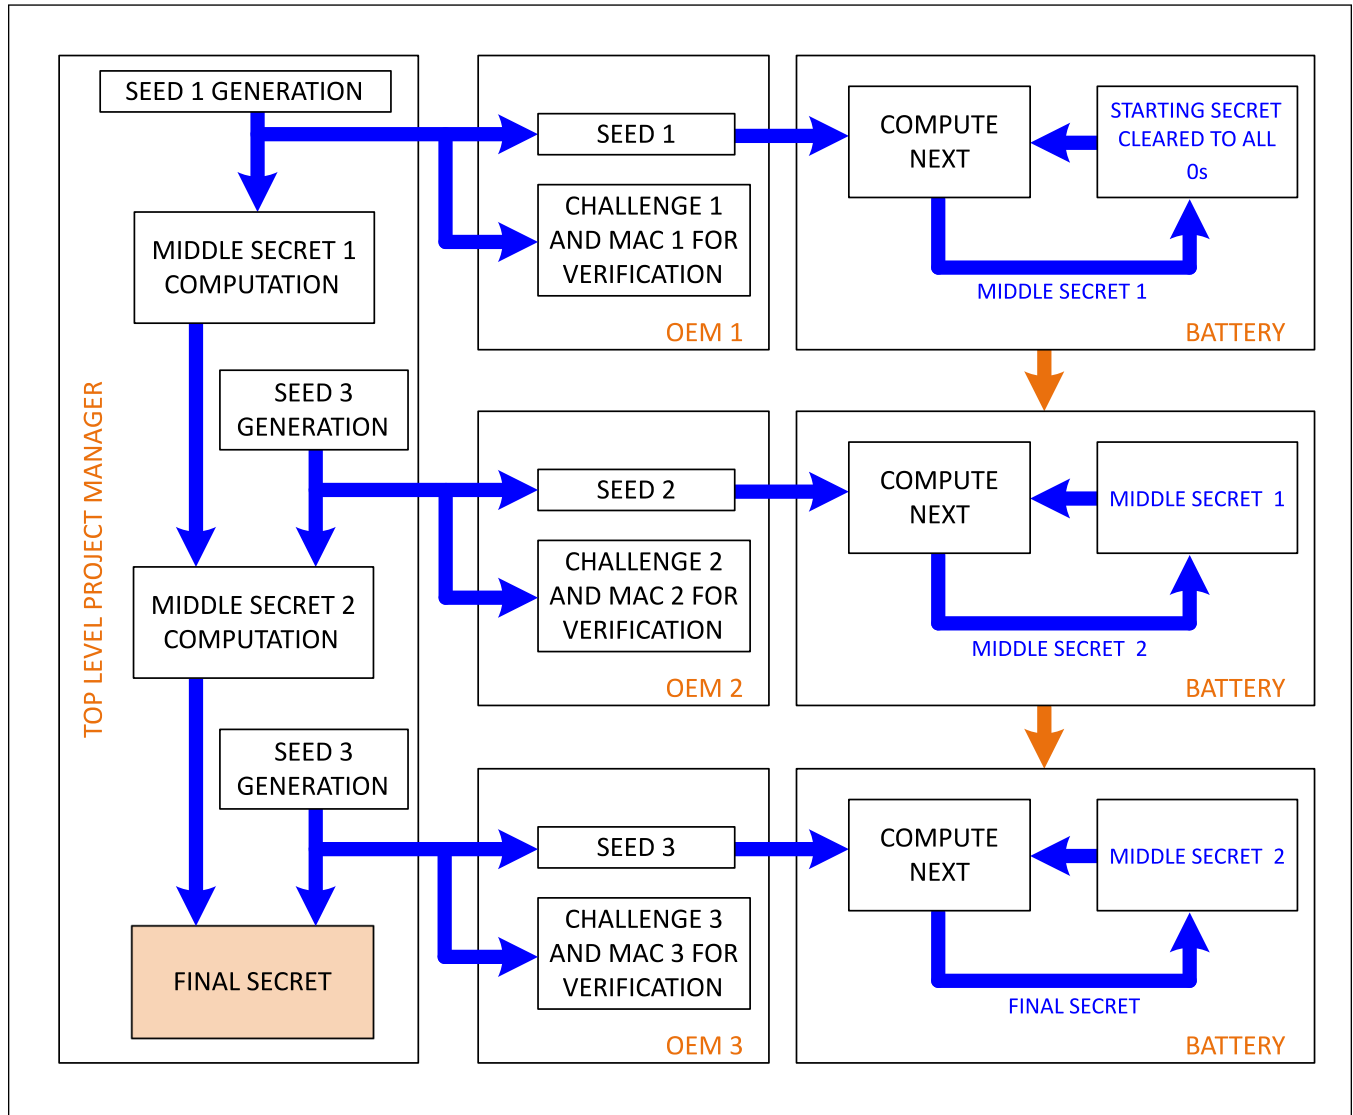 SEED 1 GENERATION
SEED 1
COMPUTE
NEXT
STARTING SECRET
CLEARED TO ALL
0s
CHALLENGE 1
AND MAC 1 FOR
VERIFICATION
MIDDLE SECRET 1
COMPUTATION
MIDDLE SECRET 1
OEM 1
BATTERY
TOP LEVEL PROJECT MANAGER
SEED 3
GENERATION
SEED 2
COMPUTE
NEXT
MIDDLE SECRET 1
CHALLENGE 2
AND MAC 2 FOR
VERIFICATION
MIDDLE SECRET 2
COMPUTATION
MIDDLE SECRET 2
OEM 2
BATTERY
SEED 3
GENERATION
SEED 3
COMPUTE
NEXT
MIDDLE SECRET 2
CHALLENGE 3
AND MAC 3 FOR
VERIFICATION
FINAL SECRET
FINAL SECRET
OEM 3
BATTERY